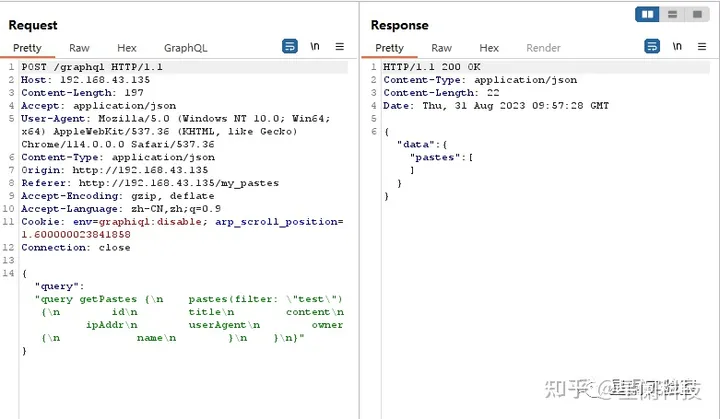 Request
Pretty Raw Hex GraphQL
\n
1 POST /graphql HTTP/1.1
2 Host: 192.168.43.135
3 Content-Length: 197
4 Accept: application/json
5 User-Agent: Mozilla/5.0 (Windows NT 10.0; Win64;
x64) AppleWebKit/537.36 (KHTML, like Gecko)
Chrome/114.0.0.0 Safari/537.36
6 Content-Type: application/json
7 Origin: http://192.168.43.135
8 Referer: http://192.168.43.135/my_pastes
9 Accept-Encoding: gzip, deflate
10 Accept-Language: zh-CN,zh;q=0.9
11 Cookie: env=graphiql:disable; arp_scroll_position=
1.600000023841858
12 Connection: close
13
14 {
"query":
"query getPastes {\n pastes(filter: \"test\")
{\n id\n title\n content\n
ipAddr\n userAgent\n owner
{\n name\n }\n }\n}"
}
Response
Pretty Raw Hex Render
\n
1 HTTP/1.1 200 OK
2 Content-Type: application/json
3 Content-Length: 22
4 Date: Thu, 31 Aug 2023 09:57:28 GMT
5
6 {
"data":{
"pastes":[
]
}
}
知乎